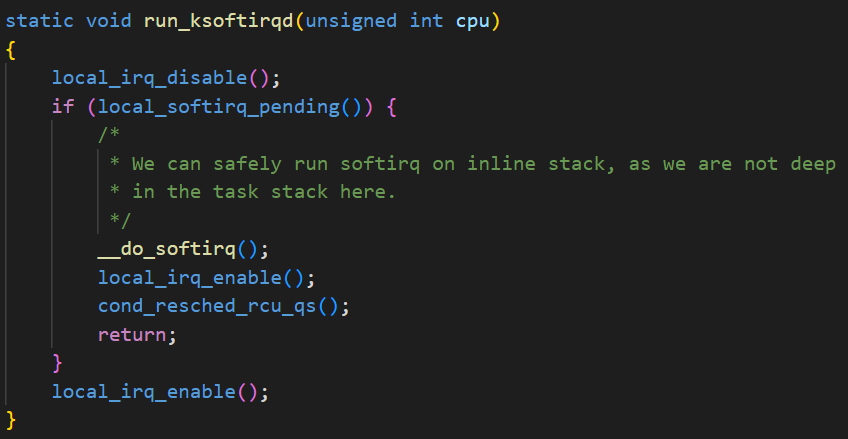 static void run_ksoftirqd(unsigned int cpu)
{
    local_irq_disable();
    if (local_softirq_pending()) {
        /*
         * We can safely run softirq on inline stack, as we are not deep
         * in the task stack here.
         */
        __do_softirq();
        local_irq_enable();
        cond_resched_rcu_qs();
        return;
    }
    local_irq_enable();
}